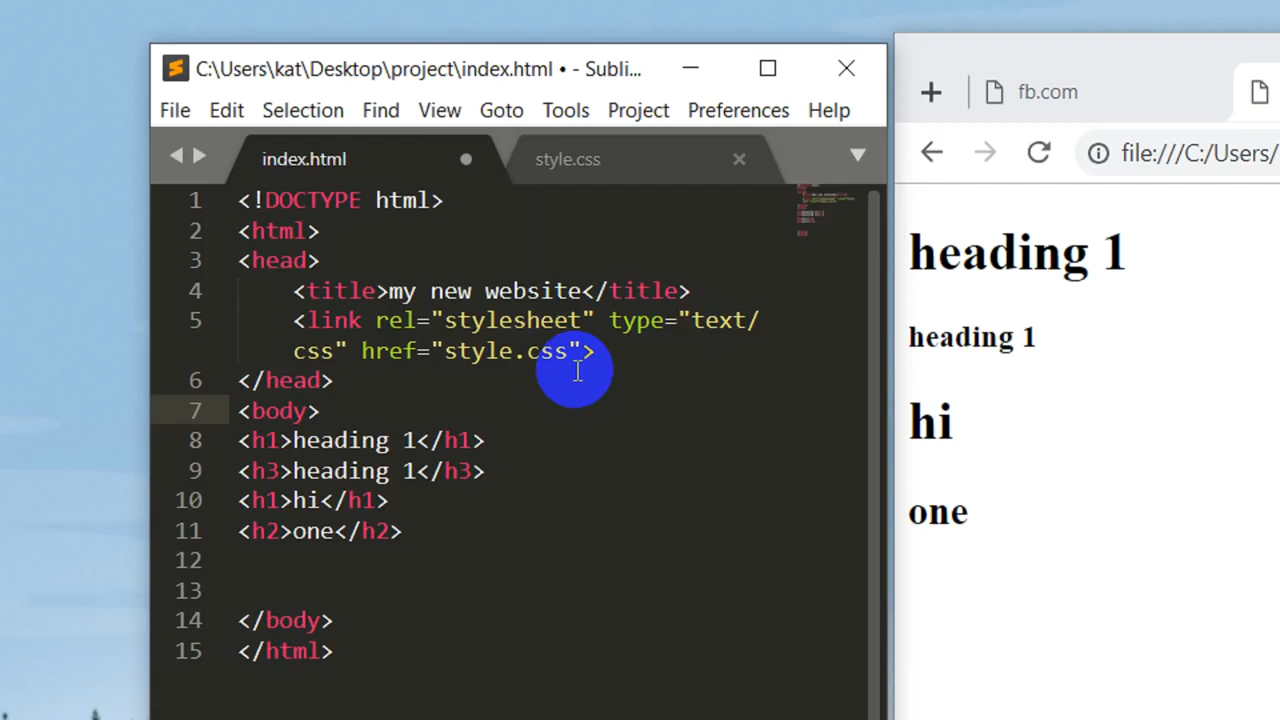 C:\Users\kat\Desktop\project\index.html • - Subli...
File Edit Selection Find View Goto Tools Project Preferences Help
index.html style.css
1 <!DOCTYPE html>
2 <html>
3 <head>
4 <title>my new website</title>
5 <link rel="stylesheet" type="text/
css" href="style.css">
6 </head>
7 <body>
8 <h1>heading 1</h1>
9 <h3>heading 1</h3>
10 <h1>hi</h1>
11 <h2>one</h2>
12
13
14 </body>
15 </html>
fb.com
file:///C:/Users/
heading 1
heading 1
hi
one